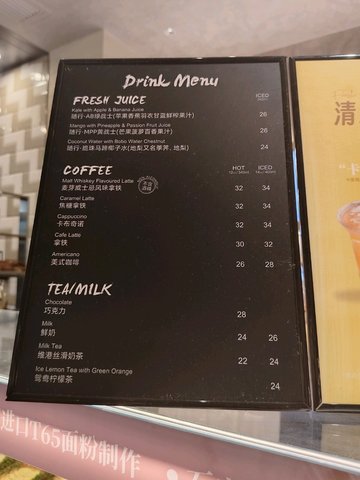 Drink Menu
FRESH JUICE ICED
Kale with Apple & Banana Juice
随行·AB绿战士(苹果香蕉羽衣甘蓝鲜榨果汁) 26
Mango with Pineapple & Passion Fruit Juice
随行·MPP黄战士(芒果菠萝百香果汁) 26
Coconut Water with Bobo Water Chestnut
24
COFFEE HOT ICED
Malt Whiskey Flavoured Latte
麦芽威士忌风味拿铁 32 34
Caramel Latte
焦糖拿铁 32 34
Cappuccino
卡布奇诺 32 34
Cafe Latte
拿铁 30 32
Americano
美式咖啡 26 28
TEA/MILK
Chocolate
巧克力 28
Milk
鲜奶 24 26
Milk Tea
维港丝滑奶茶 22 24
Ice Lemon Tea with Green Orange
鸳鸯柠檬茶 24
清
"卡
进口T65面粉制作